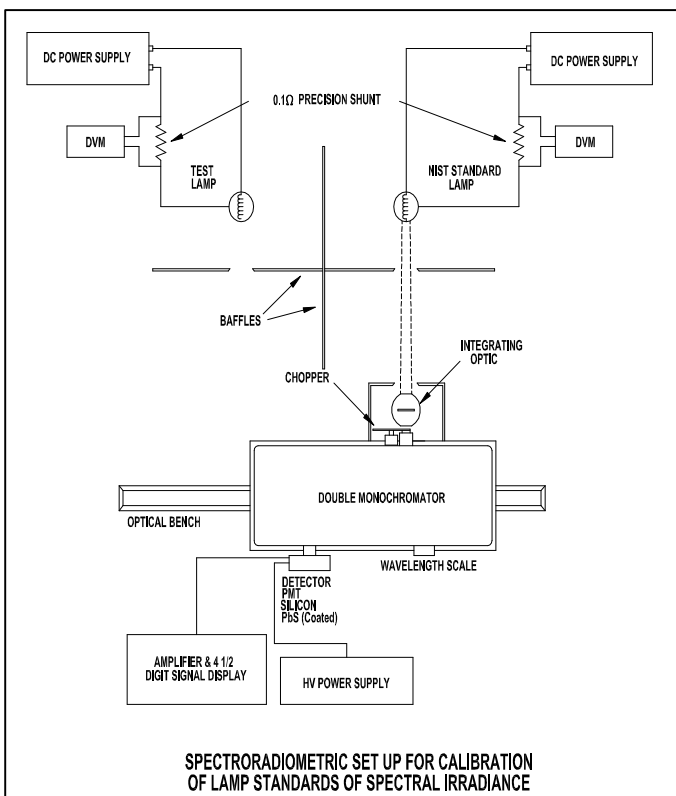 DC POWER SUPPLY
DC POWER SUPPLY
0.1Ω PRECISION SHUNT
DVM
DVM
TEST
LAMP
NIST STANDARD
LAMP
BAFFLES
INTEGRATING
OPTIC
CHOPPER
DOUBLE MONOCHROMATOR
OPTICAL BENCH
WAVELENGTH SCALE
DETECTOR
PMT
SILICON
PbS (Coated)
AMPLIFIER & 4 1/2
DIGIT SIGNAL DISPLAY
HV POWER SUPPLY
SPECTRORADIOMETRIC SET UP FOR CALIBRATION
OF LAMP STANDARDS OF SPECTRAL IRRADIANCE